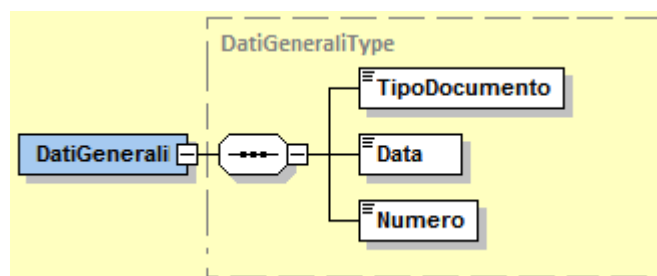 DatiGeneraliType
TipoDocumento
DatiGenerali
Data
Numero